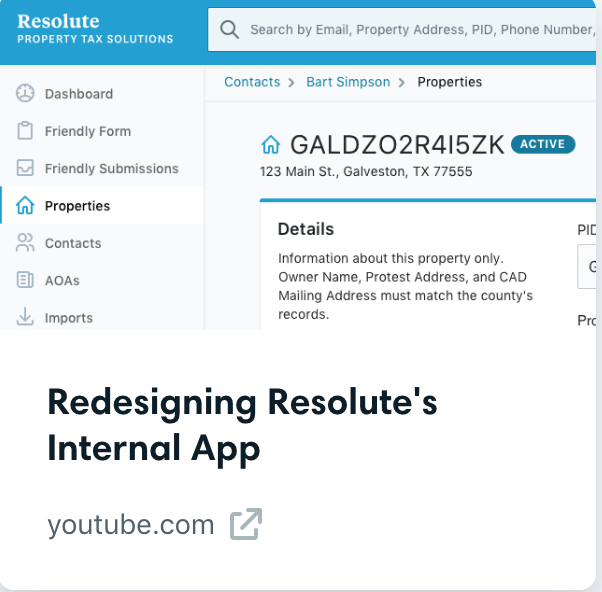 Resolute
PROPERTY TAX SOLUTIONS
Search by Email, Property Address, PID, Phone Number,
Contacts > Bart Simpson > Properties
Dashboard
Friendly Form
Friendly Submissions
Properties
Contacts
AOAs
Imports
GALDZO2R4I5ZK ACTIVE
123 Main St., Galveston, TX 77555
Details
Information about this property only.
Owner Name, Protest Address, and CAD
Mailing Address must match the county's
records.
PID
G
Pro
Redesigning Resolute's
Internal App
youtube.com